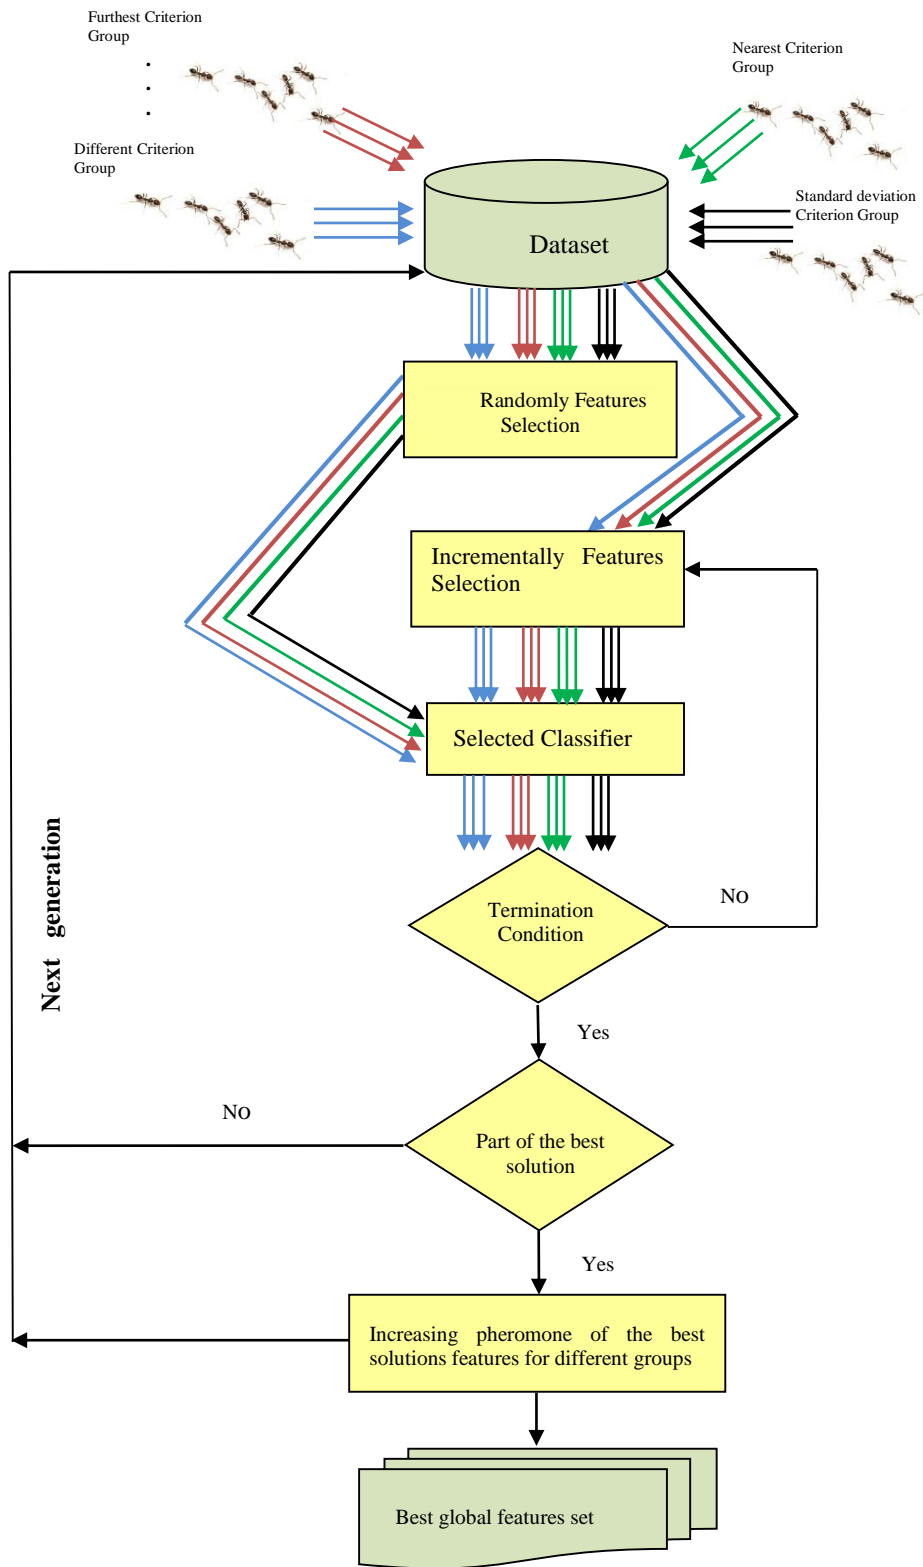 Furthest Criterion
Group
Nearest Criterion
Group
Different Criterion
Group
Standard deviation
Criterion Group
Dataset
Randomly Features
Selection
Incrementally Features
Selection
Selected Classifier
Termination
Condition
No
Yes
Next generation
No
Part of the best
solution
Yes
Increasing pheromone of the best
solutions features for different groups
Best global features set